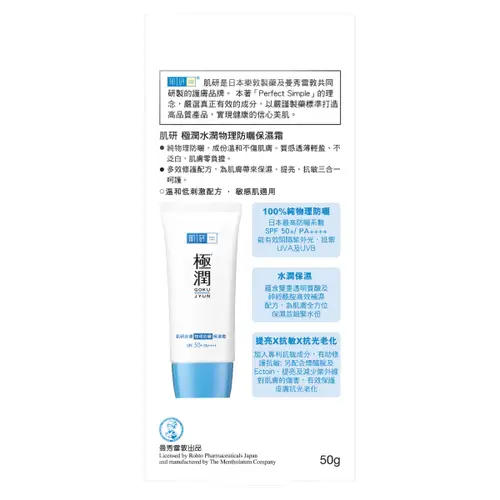 肌研 肌研是日本樂敦製藥及曼秀雷敦共同
研製的護膚品牌。 本著「Perfect Simple」的理
念，嚴選真正有效的成分，以嚴謹製藥標準打造
高品質產品，實現健康的信心美肌。
肌研 極潤水潤物理防曬保濕霜
●純物理防曬，成份溫和不傷肌膚。質感透薄輕盈、不
泛白，肌膚零負擔。
●多效修護配方，為肌膚帶來保濕、提亮、抗敏三合一
呵護。
○溫和低刺激配方，敏感肌適用
100%純物理防曬
日本最高防曬系數
SPF 50+/ PA++++
能有效阻隔紫外光，抵禦
UVA及UVB
肌研
極潤
GOKU
JYUN
SPF 50+ PA++++
水潤保濕
蘊含雙重透明質酸及
神經醯胺高效補濕
配方，為肌膚全方位
保濕並鎖緊水份
提亮X抗敏X抗光老化
加入專利抗敏成分，有助修
護抗敏; 另配合煙醯胺及
Ectoin，提亮及減少紫外線
對肌膚的傷害，有效保護
皮膚抗光老化
曼秀雷敦出品
Licensed by Rohto Pharmaceuticals Japan
and manufactured by The Mentholatum Company
50g